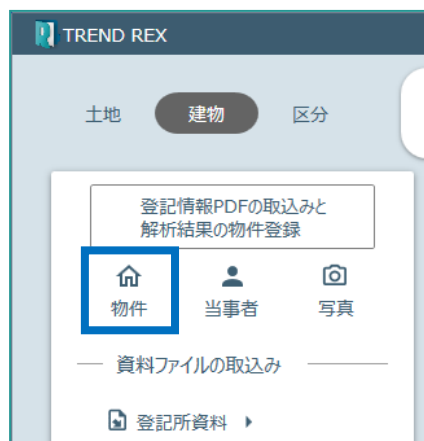 TREND REX
土地 建物 区分
登記情報PDFの取込みと
解析結果の物件登録
物件 当事者 写真
資料ファイルの取込み
登記所資料